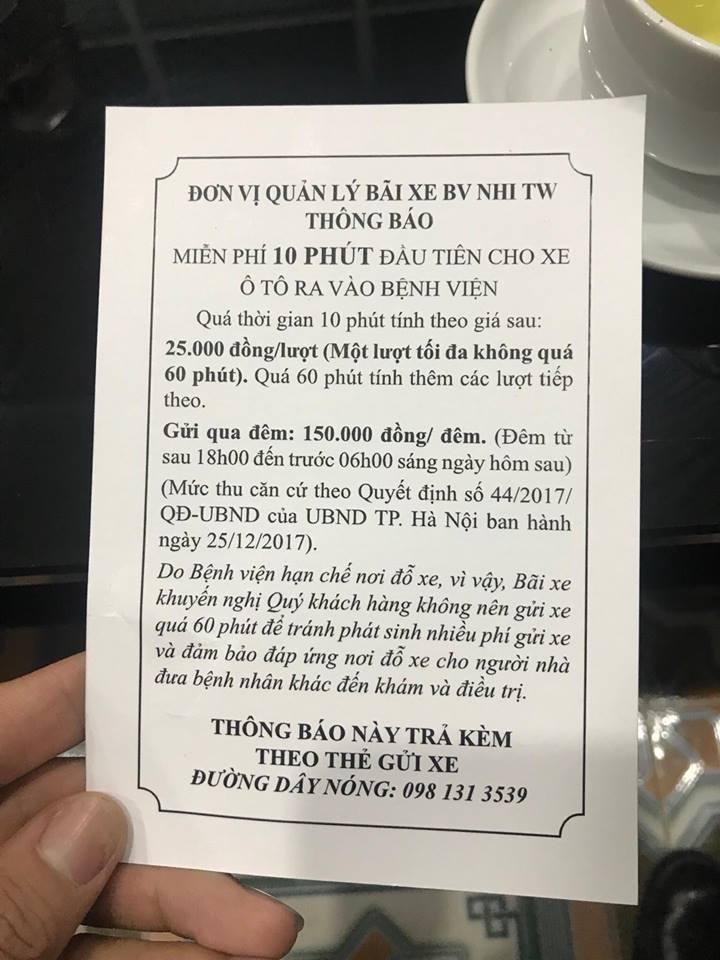 ĐƠN VỊ QUẢN LÝ BÃI XE BV NHI TW
THÔNG BÁO
MIỄN PHÍ 10 PHÚT ĐẦU TIÊN CHO XE
Ô TÔ RA VÀO BỆNH VIỆN
Quá thời gian 10 phút tính theo giá sau:
25.000 đồng/lượt (Một lượt tối đa không quá
60 phút). Quá 60 phút tính thêm các lượt tiếp
theo.
Gửi qua đêm: 150.000 đồng/ đêm. (Đêm từ
sau 18h00 đến trước 06h00 sáng ngày hôm sau)
(Mức thu căn cứ theo Quyết định số 44/2017/
QĐ-UBND của UBND TP. Hà Nội ban hành
ngày 25/12/2017).
Do Bệnh viện hạn chế nơi đỗ xe, vì vậy, Bãi xe
khuyến nghị Quý khách hàng không nên gửi xe
quá 60 phút để tránh phát sinh nhiều phí gửi xe
và đảm bảo đáp ứng nơi đỗ xe cho người nhà
đưa bệnh nhân khác đến khám và điều trị.
THÔNG BÁO NÀY TRẢ KÈM
THEO THẺ GỬI XE
ĐƯỜNG DÂY NÓNG: 098 131 3539